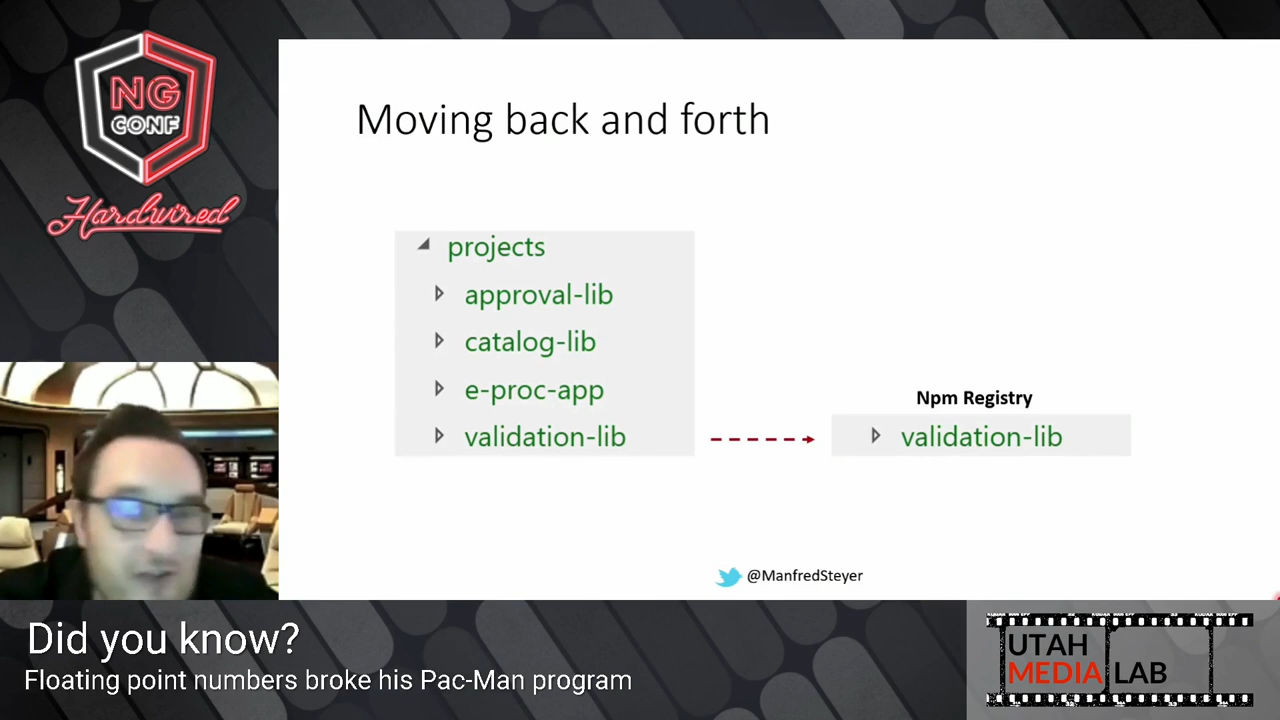 NG
CONF
Hardwired
Moving back and forth
projects
approval-lib
catalog-lib
e-proc-app
validation-lib
Npm Registry
validation-lib
@ManfredSteyer
Did you know?
Floating point numbers broke his Pac-Man program
UTAH
MEDIA LAB